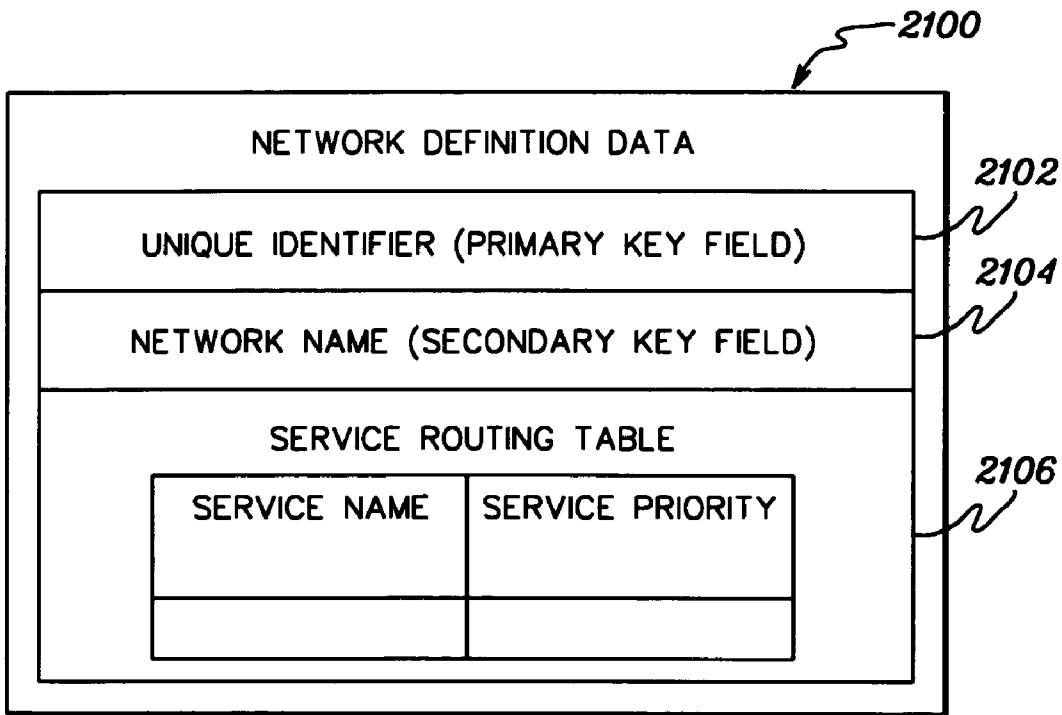 2100
NETWORK DEFINITION DATA
2102
UNIQUE IDENTIFIER (PRIMARY KEY FIELD)
2104
NETWORK NAME (SECONDARY KEY FIELD)
SERVICE ROUTING TABLE
2106
SERVICE NAME
SERVICE PRIORITY